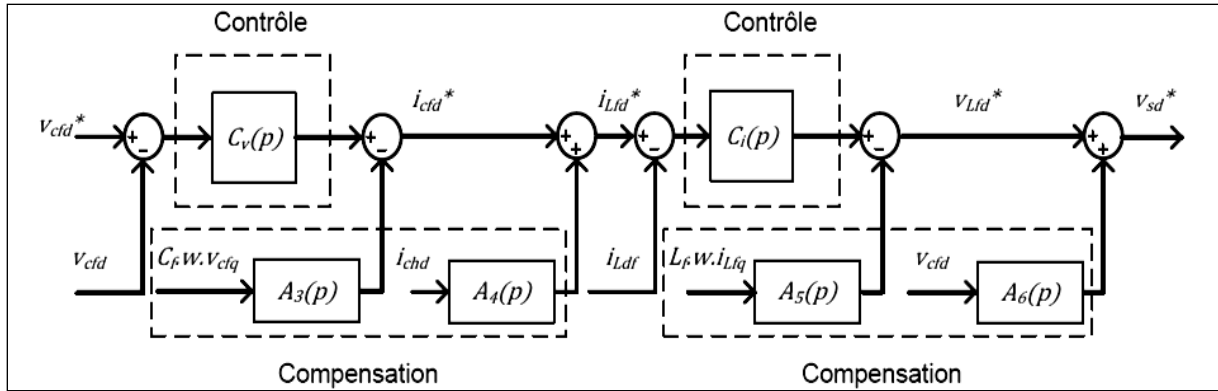 Contrôle Contrôle
v_cfd* + - C_v(p) + - i_cfd* + + i_Lfd* + - C_i(p) + - v_Lfd* + + v_sd*
v_cfd C_f.w.v_cfq A_3(p) i_chd A_4(p) i_Ldf L_f.w.i_Lfq A_5(p) v_cfd A_6(p)
Compensation Compensation